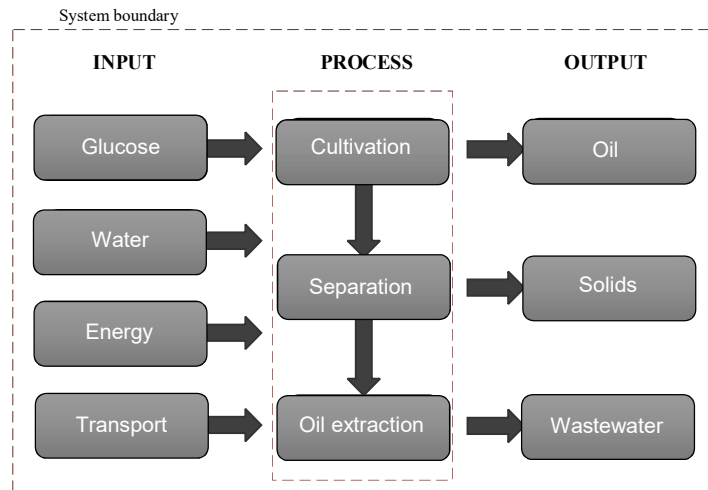 System boundary
INPUT PROCESS OUTPUT
Glucose Cultivation Oil
Water
Separation Solids
Energy
Transport Oil extraction Wastewater